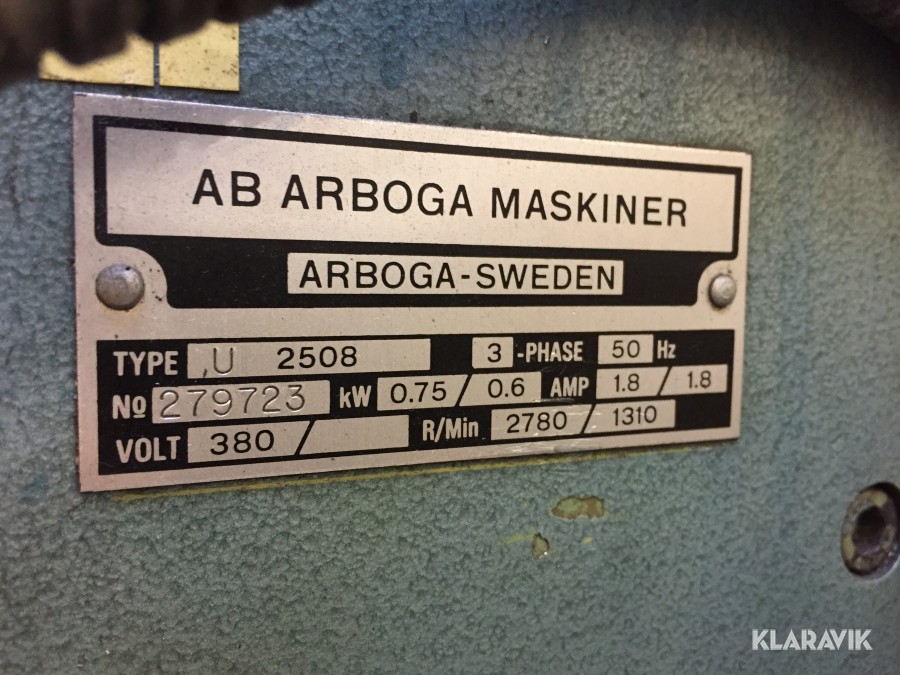 AB ARBOGA MASKINER
ARBOGA-SWEDEN
TYPE U 2508 3 -PHASE 50 Hz
No 279723 kW 0.75 / 0.6 AMP 1.8 / 1.8
VOLT 380 / R/Min 2780 / 1310
KLARAVIK